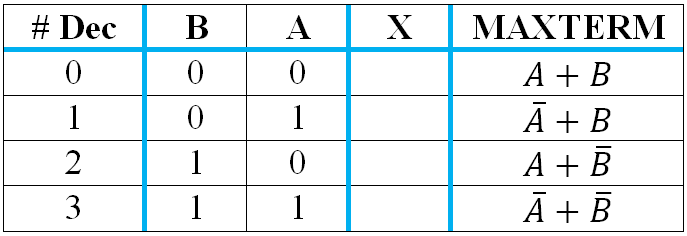 # Dec B A X MAXTERM
0 0 0 A + B
1 0 1 Ā + B
2 1 0 A + B̄
3 1 1 Ā + B̄